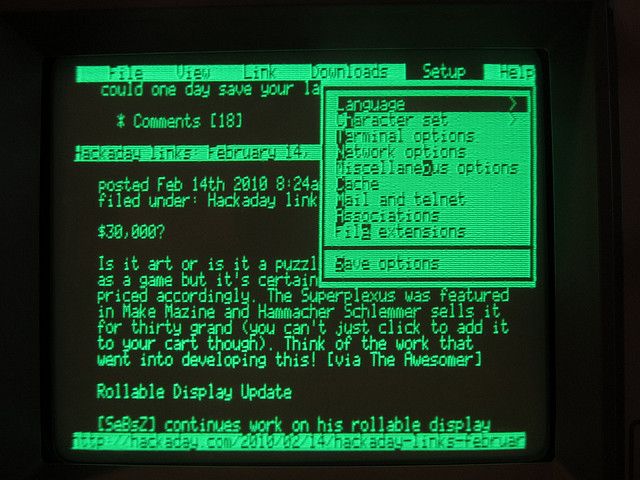 File View Link Downloads Setup Help
could one day save your la
* Comments [18]
Hackaday links: February 14,
posted Feb 14th 2010 8:24a
filed under: Hackaday link
$30,000?
Is it art or is it a puzzl
as a game but it's certain
priced accordingly. The Superplexus was featured
in Make Mazine and Hammacher Schlemmer sells it
for thirty grand (you can't just click to add it
to your cart though). Think of the work that
went into developing this! [via The Awesomer]
Rollable Display Update
[SeBsZ] continues work on his rollable display
http://hackaday.com/2010/02/14/hackaday-links-februar
Language >
Character set >
Terminal options
Network options
Miscellaneous options
Cache
Mail and telnet
Associations
File extensions
Save options